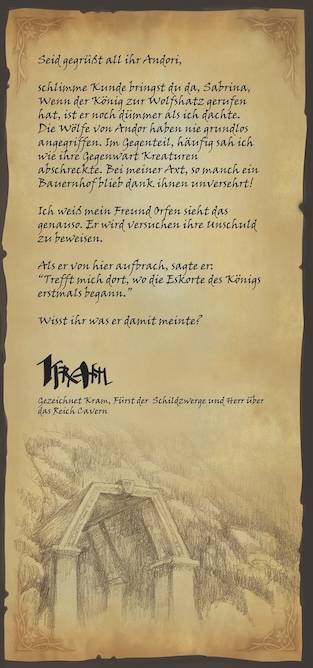 Seid gegrüßt all ihr Andori,
schlimme Kunde bringst du da, Sabrina,
Wenn der König zur Wolfshatz gerufen
hat, ist er noch dümmer als ich dachte.
Die Wölfe von Andor haben nie grundlos
angegriffen. Im Gegenteil, häufig sah ich
wie ihre Gegenwart Kreaturen
abschreckte. Bei meiner Axt, so manch ein
Bauernhof blieb dank ihnen unversehrt!
Ich weiß mein Freund Orfen sieht das
genauso. Er wird versuchen ihre Unschuld
zu beweisen.
Als er von hier aufbrach, sagte er:
"Trefft mich dort, wo die Eskorte des Königs
erstmals begann."
Wisst ihr was er damit meinte?
KRAM
Gezeichnet Kram, Fürst der Schildzwerge und Herr über
das Reich Cavern